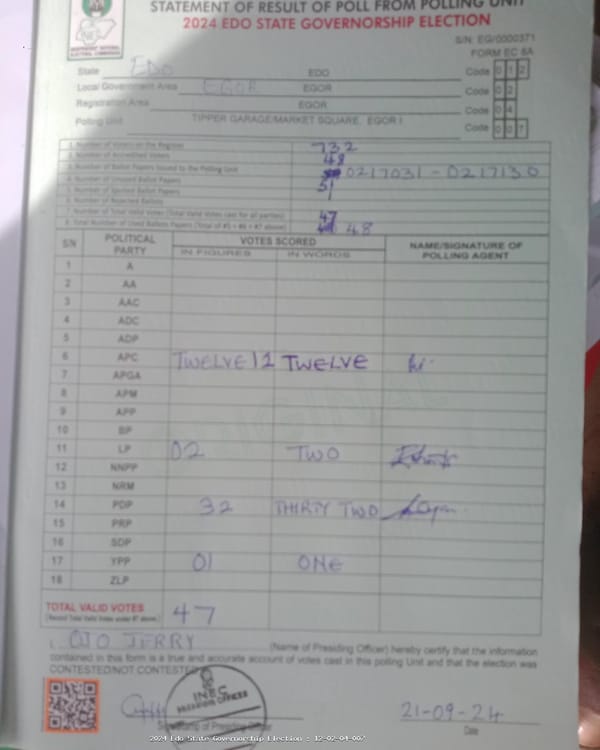 STATEMENT OF RESULT OF POLL FROM POLLING UNIT
2024 EDO STATE GOVERNORSHIP ELECTION
S/N: EG/0000371
FORM EC 8A
INEC
INDEPENDENT NATIONAL ELECTORAL COMMISSION
State EDO EDO Code 0 1 2
Local Government Area EGOR EGOR Code 0 2
Registration Area EGOR Code 0 4
Polling Unit TIPPER GARAGE/MARKET SQUARE, EGOR I Code 0 0 7
1. Number of Voters on the Register 732
2. Number of Accredited Voters 48
3. Number of Ballot Papers Issued to the Polling Unit 0217031 - 0217130
4. Number of Unused Ballot Papers 51
5. Number of Spoiled Ballot Papers 1
6. Number of Rejected Ballots
7. Number of Total Valid Votes (Total Valid Votes cast for all parties) 47
8. Total Number of Used Ballot Papers (Total of #5 + #6 + #7 above) 48
SN POLITICAL PARTY VOTES SCORED NAME/SIGNATURE OF POLLING AGENT
IN FIGURES IN WORDS
1 A
2 AA
3 AAC
4 ADC
5 ADP
6 APC TWELVE 12 TWELVE
7 APGA
8 APM
9 APP
10 BP
11 LP 02 TWO
12 NNPP
13 NRM
14 PDP 32 THIRTY TWO
15 PRP
16 SDP
17 YPP 01 ONE
18 ZLP
TOTAL VALID VOTES 47
(Record Total Valid Votes under #7 above.)
I, OJO JERRY (Name of Presiding Officer) hereby certify that the information
contained in this form is a true and accurate account of votes cast in this polling Unit and that the election was
CONTESTED/NOT CONTESTED
INEC
PRESIDING OFFICER
21-09-24
Signature of Presiding Officer Date
2024 Edo State Governorship Election : 12-02-04-007